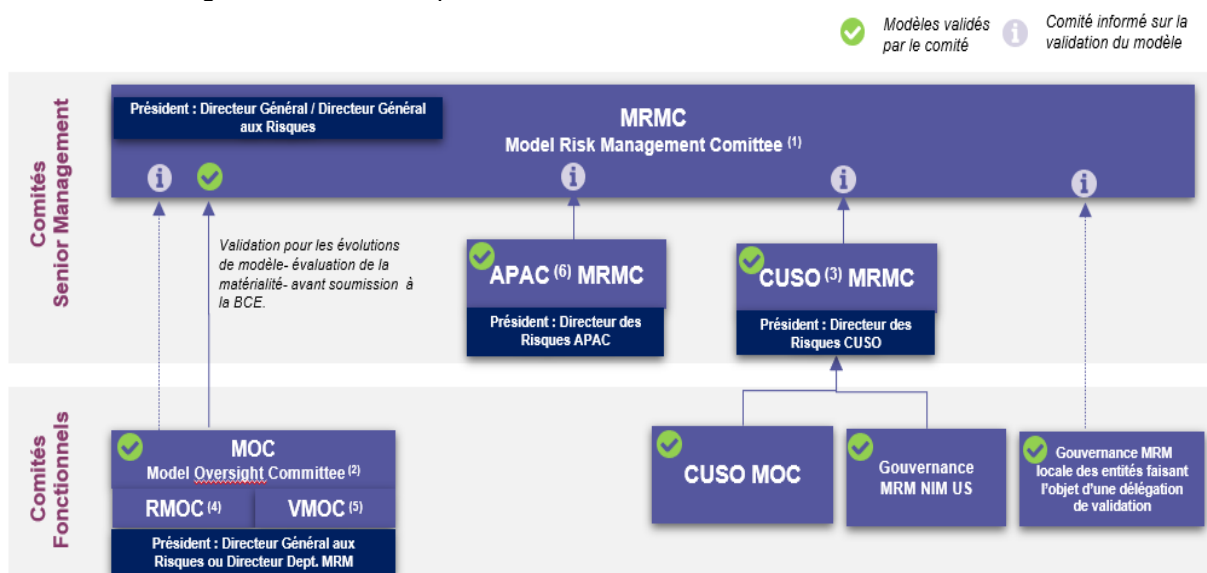 Modèles validés
par le comité
Comité informé sur la
validation du modèle
Comités
Senior Management
Président : Directeur Général / Directeur Général
aux Risques
MRMC
Model Risk Management Comittee (1)
Validation pour les évolutions
de modèle- évaluation de la
matérialité- avant soumission à
la BCE.
APAC (6) MRMC
Président : Directeur des
Risques APAC
CUSO (3) MRMC
Président : Directeur des
Risques CUSO
Comités
Fonctionnels
MOC
Model Oversight Committee (2)
RMOC (4)
VMOC (5)
Président : Directeur Général aux
Risques ou Directeur Dept. MRM
CUSO MOC
Gouvernance
MRM NIM US
Gouvernance MRM
locale des entités faisant
l'objet d'une délégation
de validation